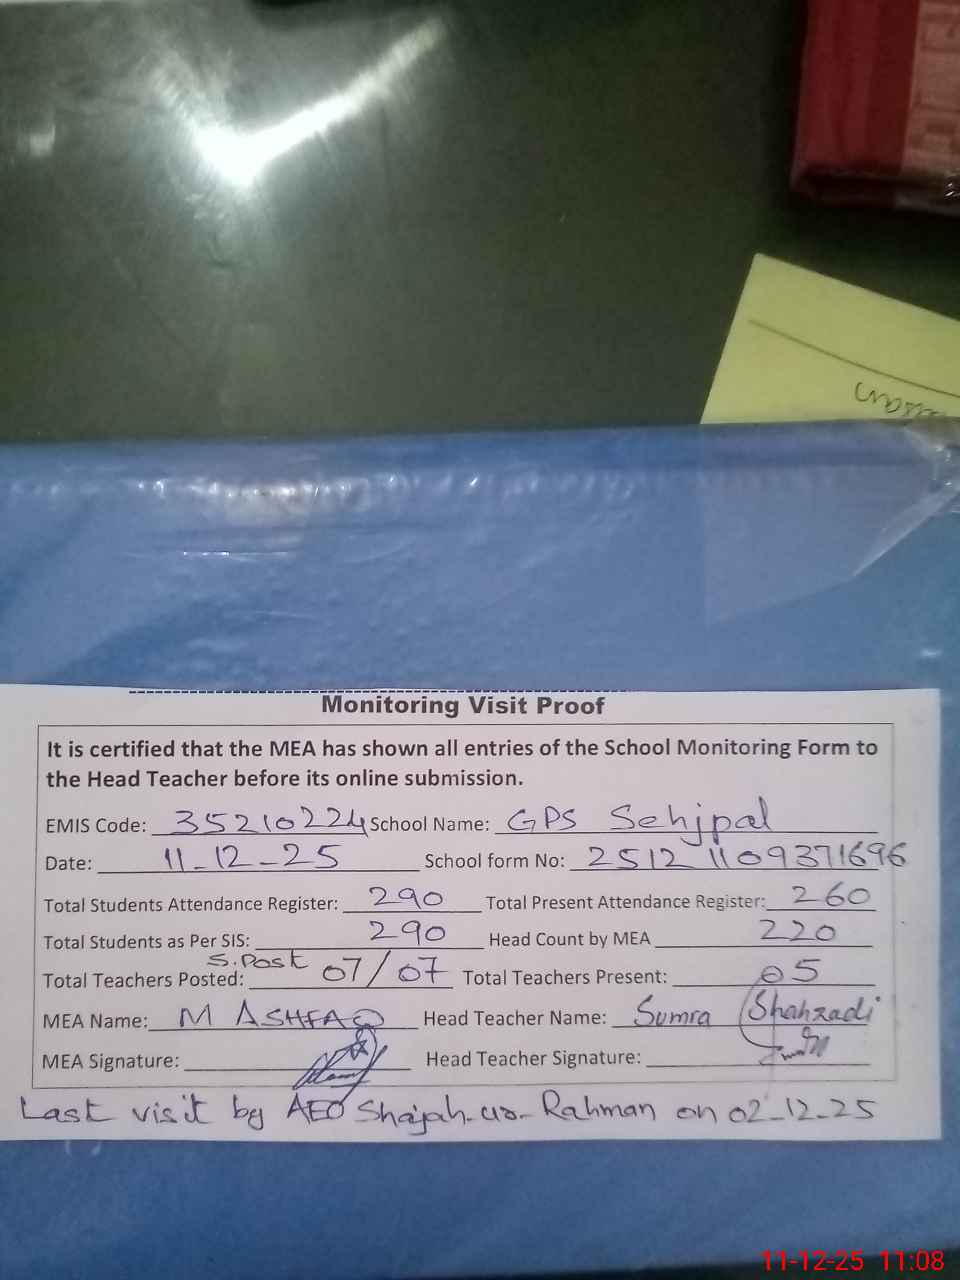 Monitoring Visit Proof
It is certified that the MEA has shown all entries of the School Monitoring Form to
the Head Teacher before its online submission.
EMIS Code: 35210224 School Name: GPS Sehjpal
Date: 11-12-25 School form No: 2512 1109371696
Total Students Attendance Register: 290 Total Present Attendance Register: 260
Total Students as Per SIS: 290 Head Count by MEA 220
S.Post
Total Teachers Posted: 07/07 Total Teachers Present: 05
MEA Name: M ASHFAQ Head Teacher Name: Sumra Shahzadi
MEA Signature: Head Teacher Signature:
Last visit by AEO Shajah-ur-Rahman on 02-12-25
11-12-25 11:08